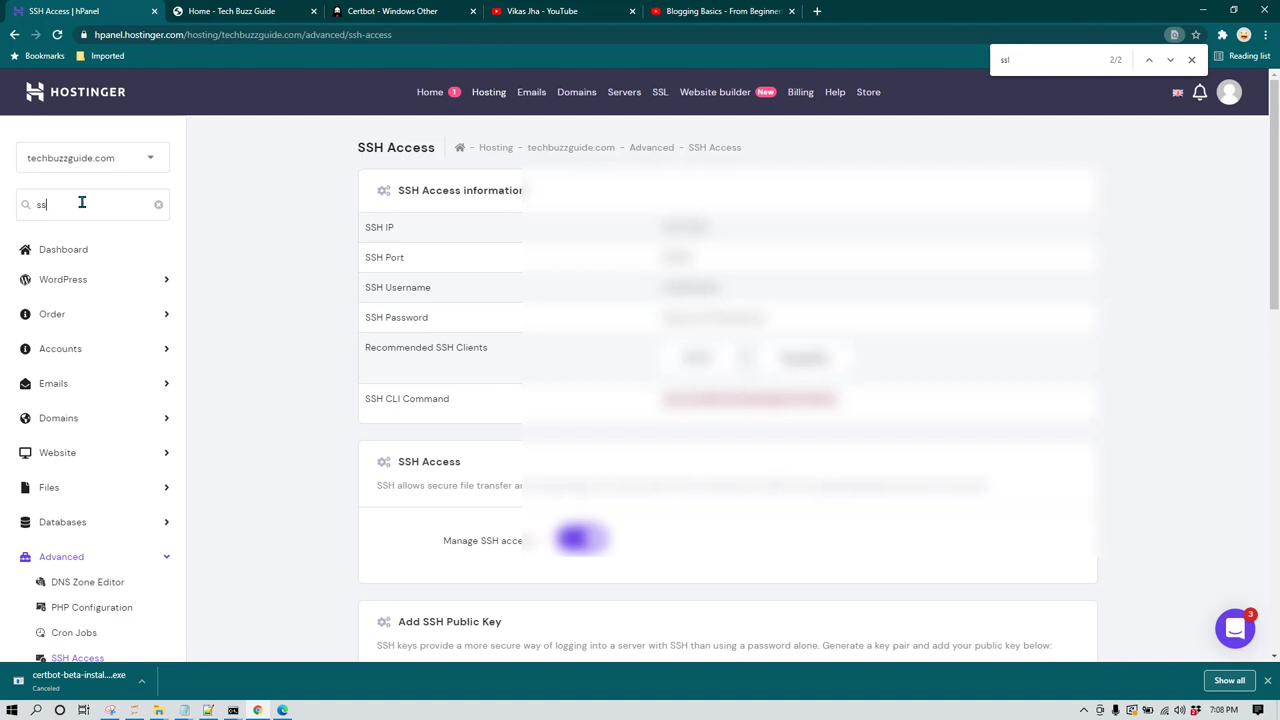 SSH Access | hPanel
Home - Tech Buzz Guide
Certbot - Windows Other
Vikas Jha - YouTube
Blogging Basics - From Beginner
hpanel.hostinger.com/hosting/techbuzzguide.com/advanced/ssh-access
Bookmarks
Imported
ssl
2/2
Reading list
HOSTINGER
Home 1
Hosting
Emails
Domains
Servers
SSL
Website builder New
Billing
Help
Store
techbuzzguide.com
ss
Dashboard
WordPress
Order
Accounts
Emails
Domains
Website
Files
Databases
Advanced
DNS Zone Editor
PHP Configuration
Cron Jobs
SSH Access
SSH Access
- Hosting - techbuzzguide.com - Advanced - SSH Access
SSH Access information
SSH IP
SSH Port
SSH Username
SSH Password
Recommended SSH Clients
SSH CLI Command
SSH Access
SSH allows secure file transfer
Manage SSH
Add SSH Public Key
SSH keys provide a more secure way of logging into a server with SSH than using a password alone. Generate a key pair and add your public key below:
3
certbot-beta-instal....exe
Canceled
Show all
7:08 PM